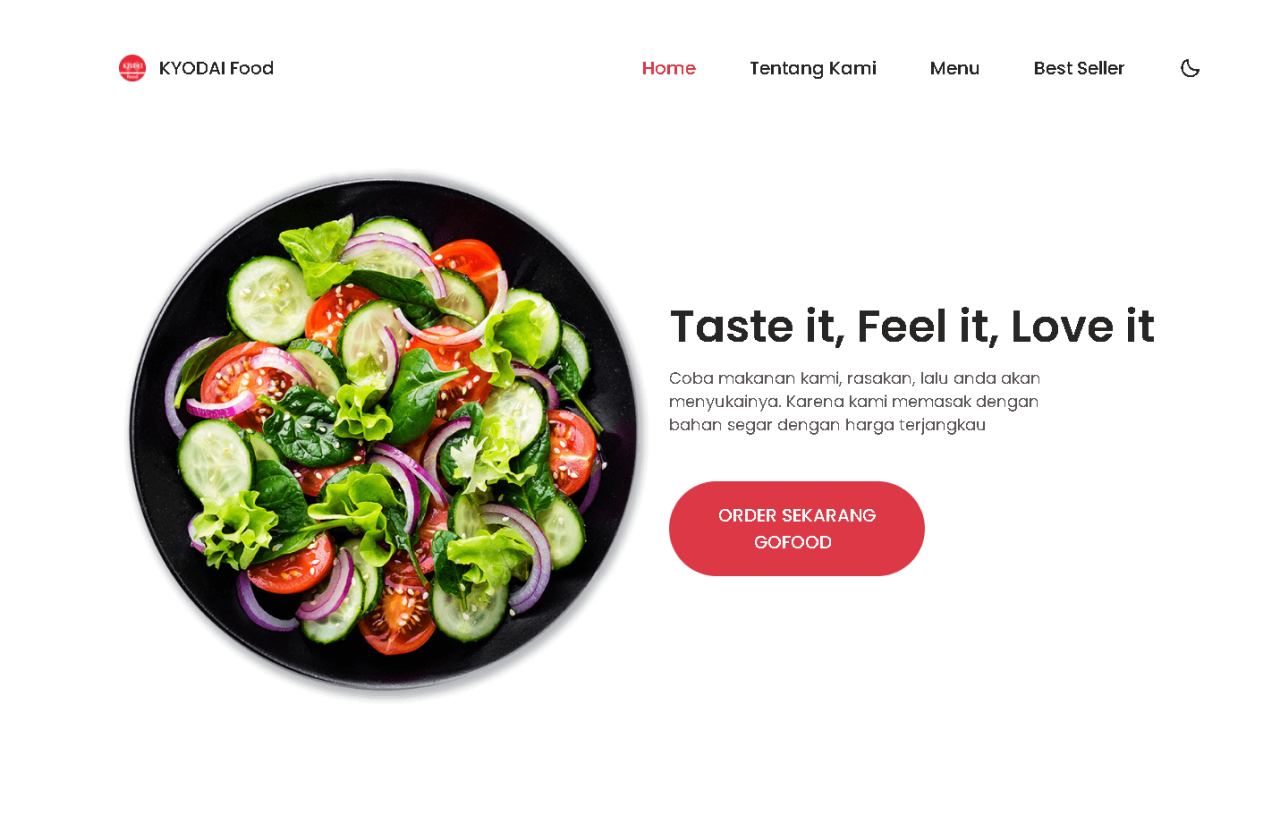 KYODAI Food
Home
Tentang Kami
Menu
Best Seller
Taste it, Feel it, Love it
Coba makanan kami, rasakan, lalu anda akan
menyukainya. Karena kami memasak dengan
bahan segar dengan harga terjangkau
ORDER SEKARANG
GOFOOD